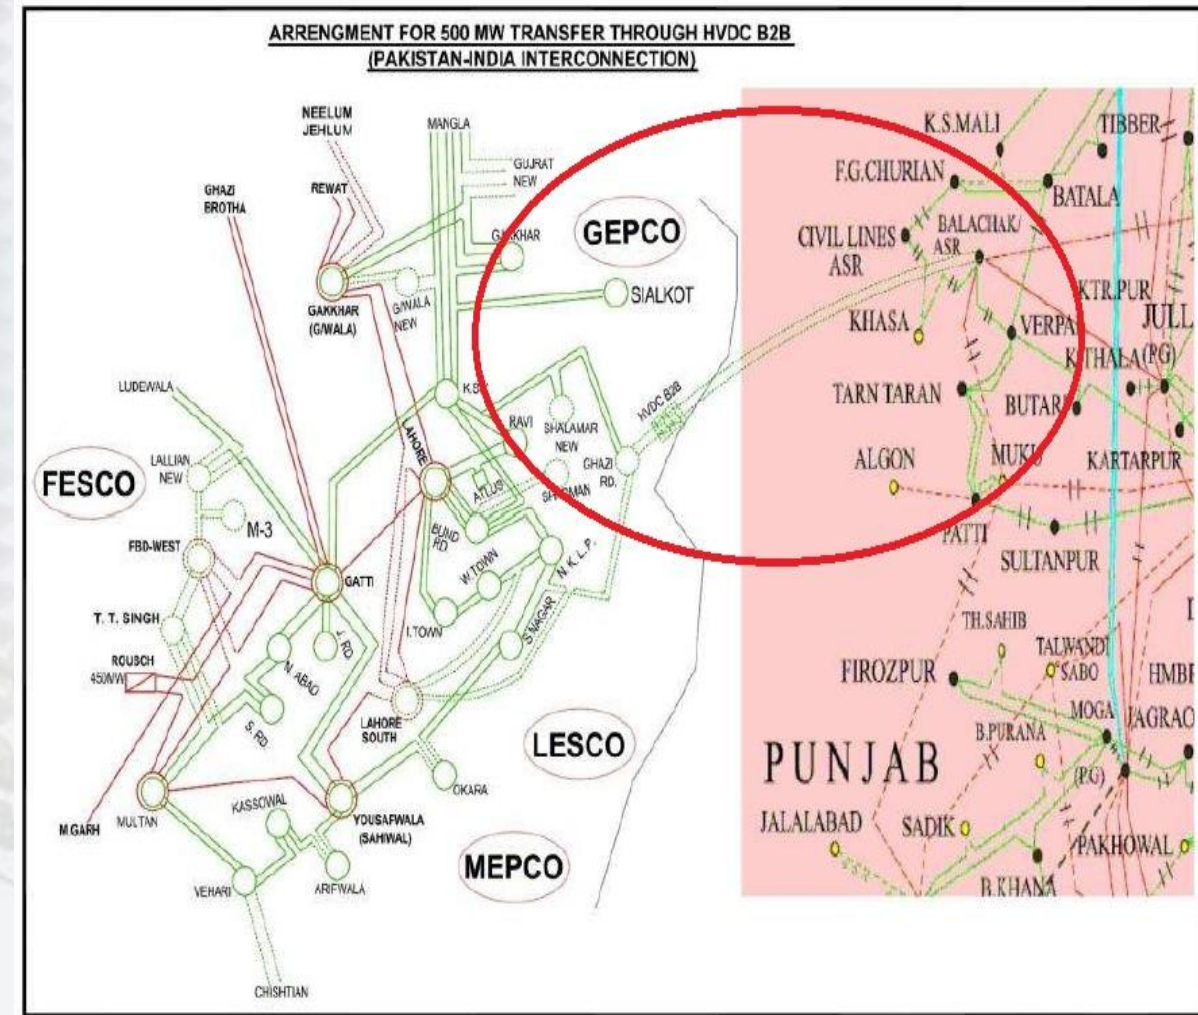 ARRENGMENT FOR 500 MW TRANSFER THROUGH HVDC B2B
(PAKISTAN-INDIA INTERCONNECTION)
NEELUM
JEHLUM
MANGLA
GUJRAT
NEW
GHAZI
BROTHA
REWAT
GAKKHAR
GEPCO
SIALKOT
GAKKHAR
(G/WALA)
G/WALA
NEW
LUDEWALA
LAHORE
RAVI
SHALAMAR
NEW
HVDC B2B
GHAZI
RD.
FESCO
LALLIAN
NEW
M-3
ATLUS
BUND
RD
FBD-WEST
GATTI
W.TOWN
N.K.L.P.
I.TOWN
S.NAGAR
T. T. SINGH
J. RD.
N. ABAD
ROUSCH
450MW
S. RD.
LAHORE
SOUTH
LESCO
OKARA
M.GARH
MULTAN
KASSOWAL
YOUSAFWALA
(SAHIWAL)
MEPCO
VEHARI
ARIFWALA
CHISHTIAN
K.S.MALI
TIBBER
F.G.CHURIAN
BATALA
CIVIL LINES
ASR
BALACHAK/
ASR
KTR.PUR
KHASA
VERPA
JULL
K.THALA
(PG)
TARN TARAN
BUTAR
ALGON
MUKU
KARTARPUR
PATTI
SULTANPUR
TH.SAHIB
TALWANDI
SABO
FIROZPUR
HMBI
MOGA
JAGRAO
B.PURANA
PUNJAB
(PG)
JALALABAD
SADIK
PAKHOWAL
B.KHANA